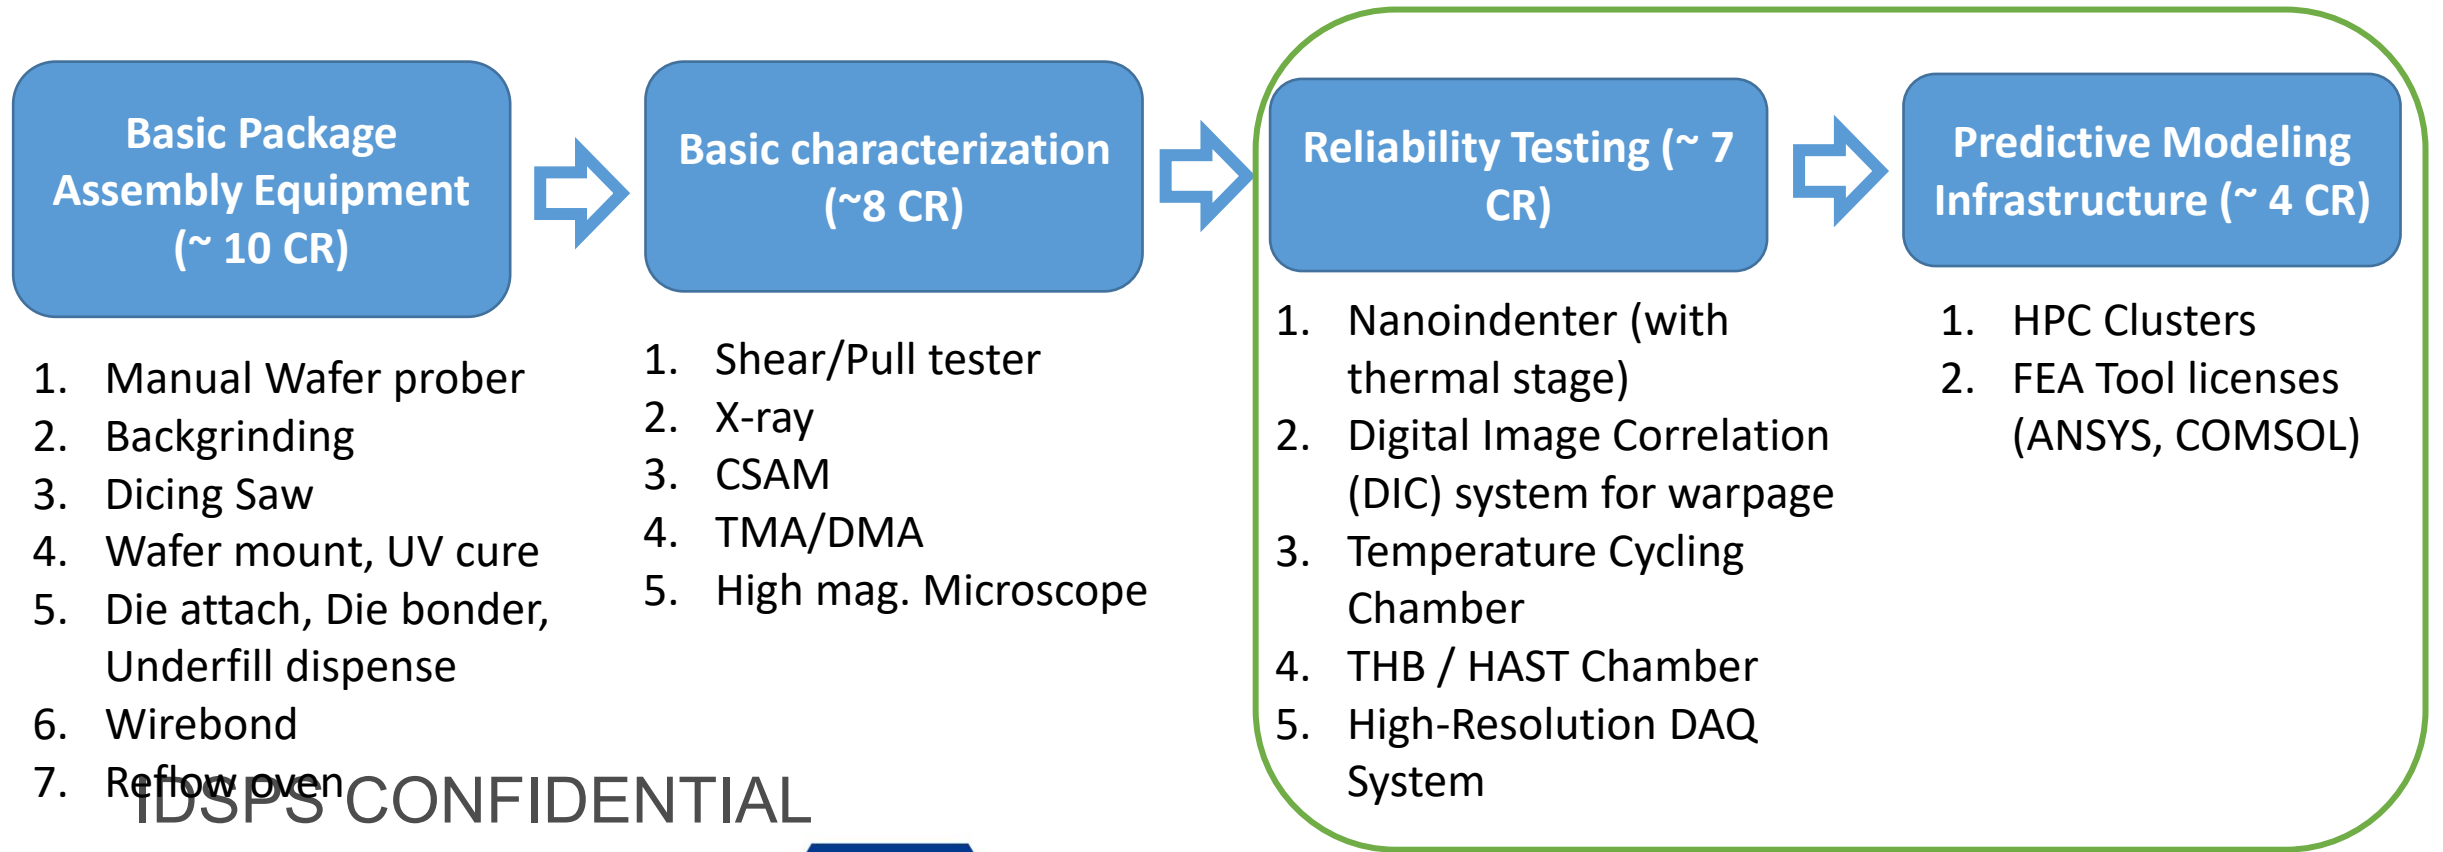 Basic Package
Assembly Equipment
(~ 10 CR)
1. Manual Wafer prober
2. Backgrinding
3. Dicing Saw
4. Wafer mount, UV cure
5. Die attach, Die bonder,
Underfill dispense
6. Wirebond
7. Reflow oven
IDSPS CONFIDENTIAL
Basic characterization
(~8 CR)
1. Shear/Pull tester
2. X-ray
3. CSAM
4. TMA/DMA
5. High mag. Microscope
Reliability Testing (~ 7
CR)
1. Nanoindenter (with
thermal stage)
2. Digital Image Correlation
(DIC) system for warpage
3. Temperature Cycling
Chamber
4. THB / HAST Chamber
5. High-Resolution DAQ
System
Predictive Modeling
Infrastructure (~ 4 CR)
1. HPC Clusters
2. FEA Tool licenses
(ANSYS, COMSOL)